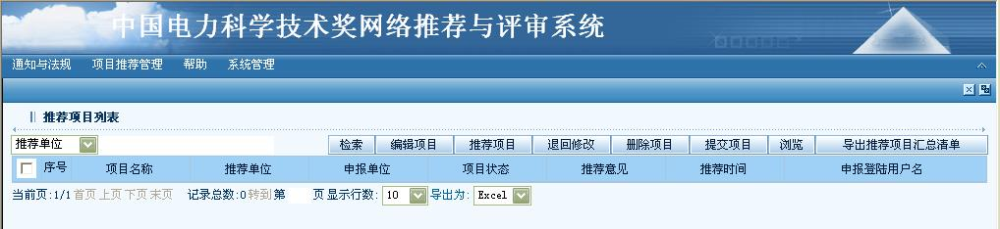 中国电力科学技术奖网络推荐与评审系统
通知与法规 项目推荐管理 帮助 系统管理
推荐项目列表
推荐单位 检索 编辑项目 推荐项目 退回修改 删除项目 提交项目 浏览 导出推荐项目汇总清单
序号 项目名称 推荐单位 申报单位 项目状态 推荐意见 推荐时间 申报登陆用户名
当前页:1/1 首页 上页 下页 末页 记录总数:0 转到 第 页 显示行数: 10 导出为: Excel